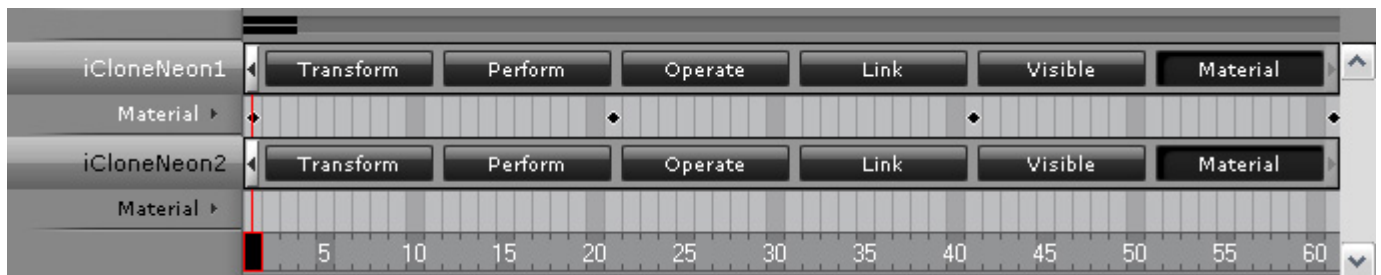 iCloneNeon1 Transform Perform Operate Link Visible Material
Material
iCloneNeon2 Transform Perform Operate Link Visible Material
Material
5 10 15 20 25 30 35 40 45 50 55 60